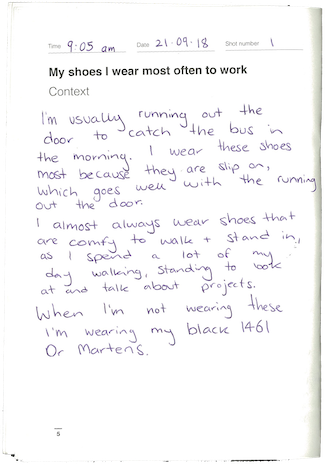 Time 9:05 am Date 21.09.18 Shot number 1
My shoes I wear most often to work
Context
I'm usually running out the
door to catch the bus in
the morning. I wear these shoes
most because they are slip on,
which goes well with the running
out the door.
I almost always wear shoes that
are comfy to walk + stand in,
as I spend a lot of my
day walking, standing to look
at and talk about projects.
When I'm not wearing these
I'm wearing my black 1461
Dr Martens.
5